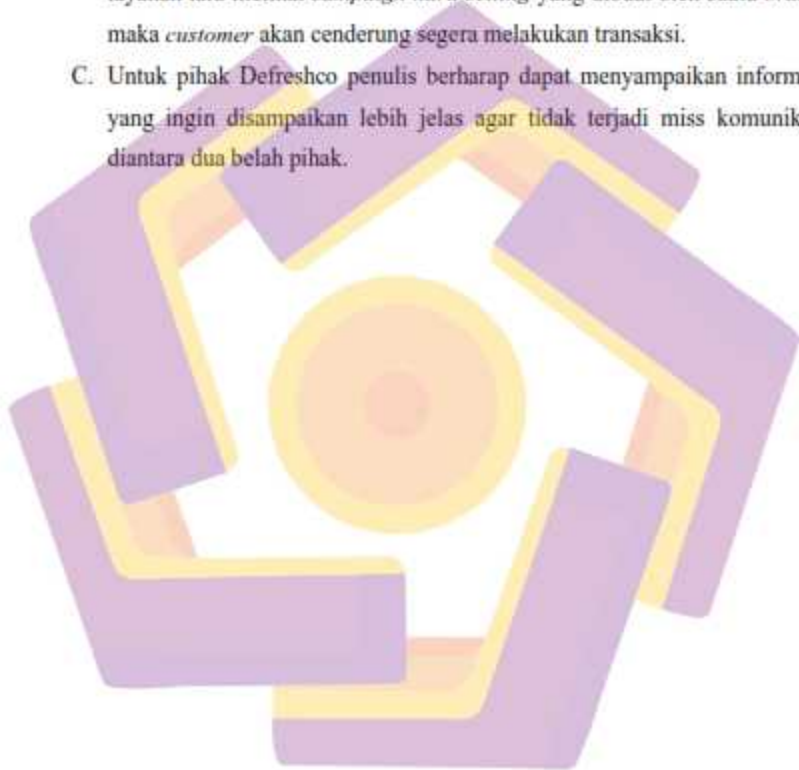 maka customer akan cenderung segera melakukan transaksi.
C. Untuk pihak Defreshco penulis berharap dapat menyampaikan inform
yang ingin disampaikan lebih jelas agar tidak terjadi miss komunik
diantara dua belah pihak.